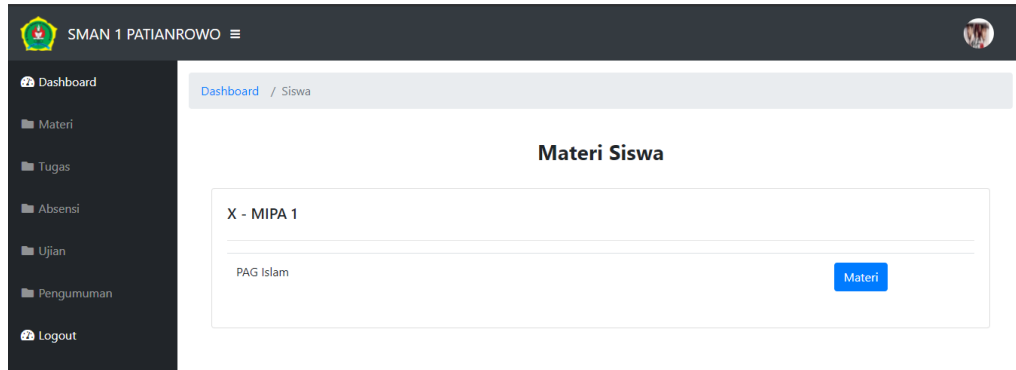 SMAN 1 PATIANROWO
Dashboard
Materi
Tugas
Absensi
Ujian
Pengumuman
Logout
Dashboard / Siswa
Materi Siswa
X - MIPA 1
PAG Islam
Materi